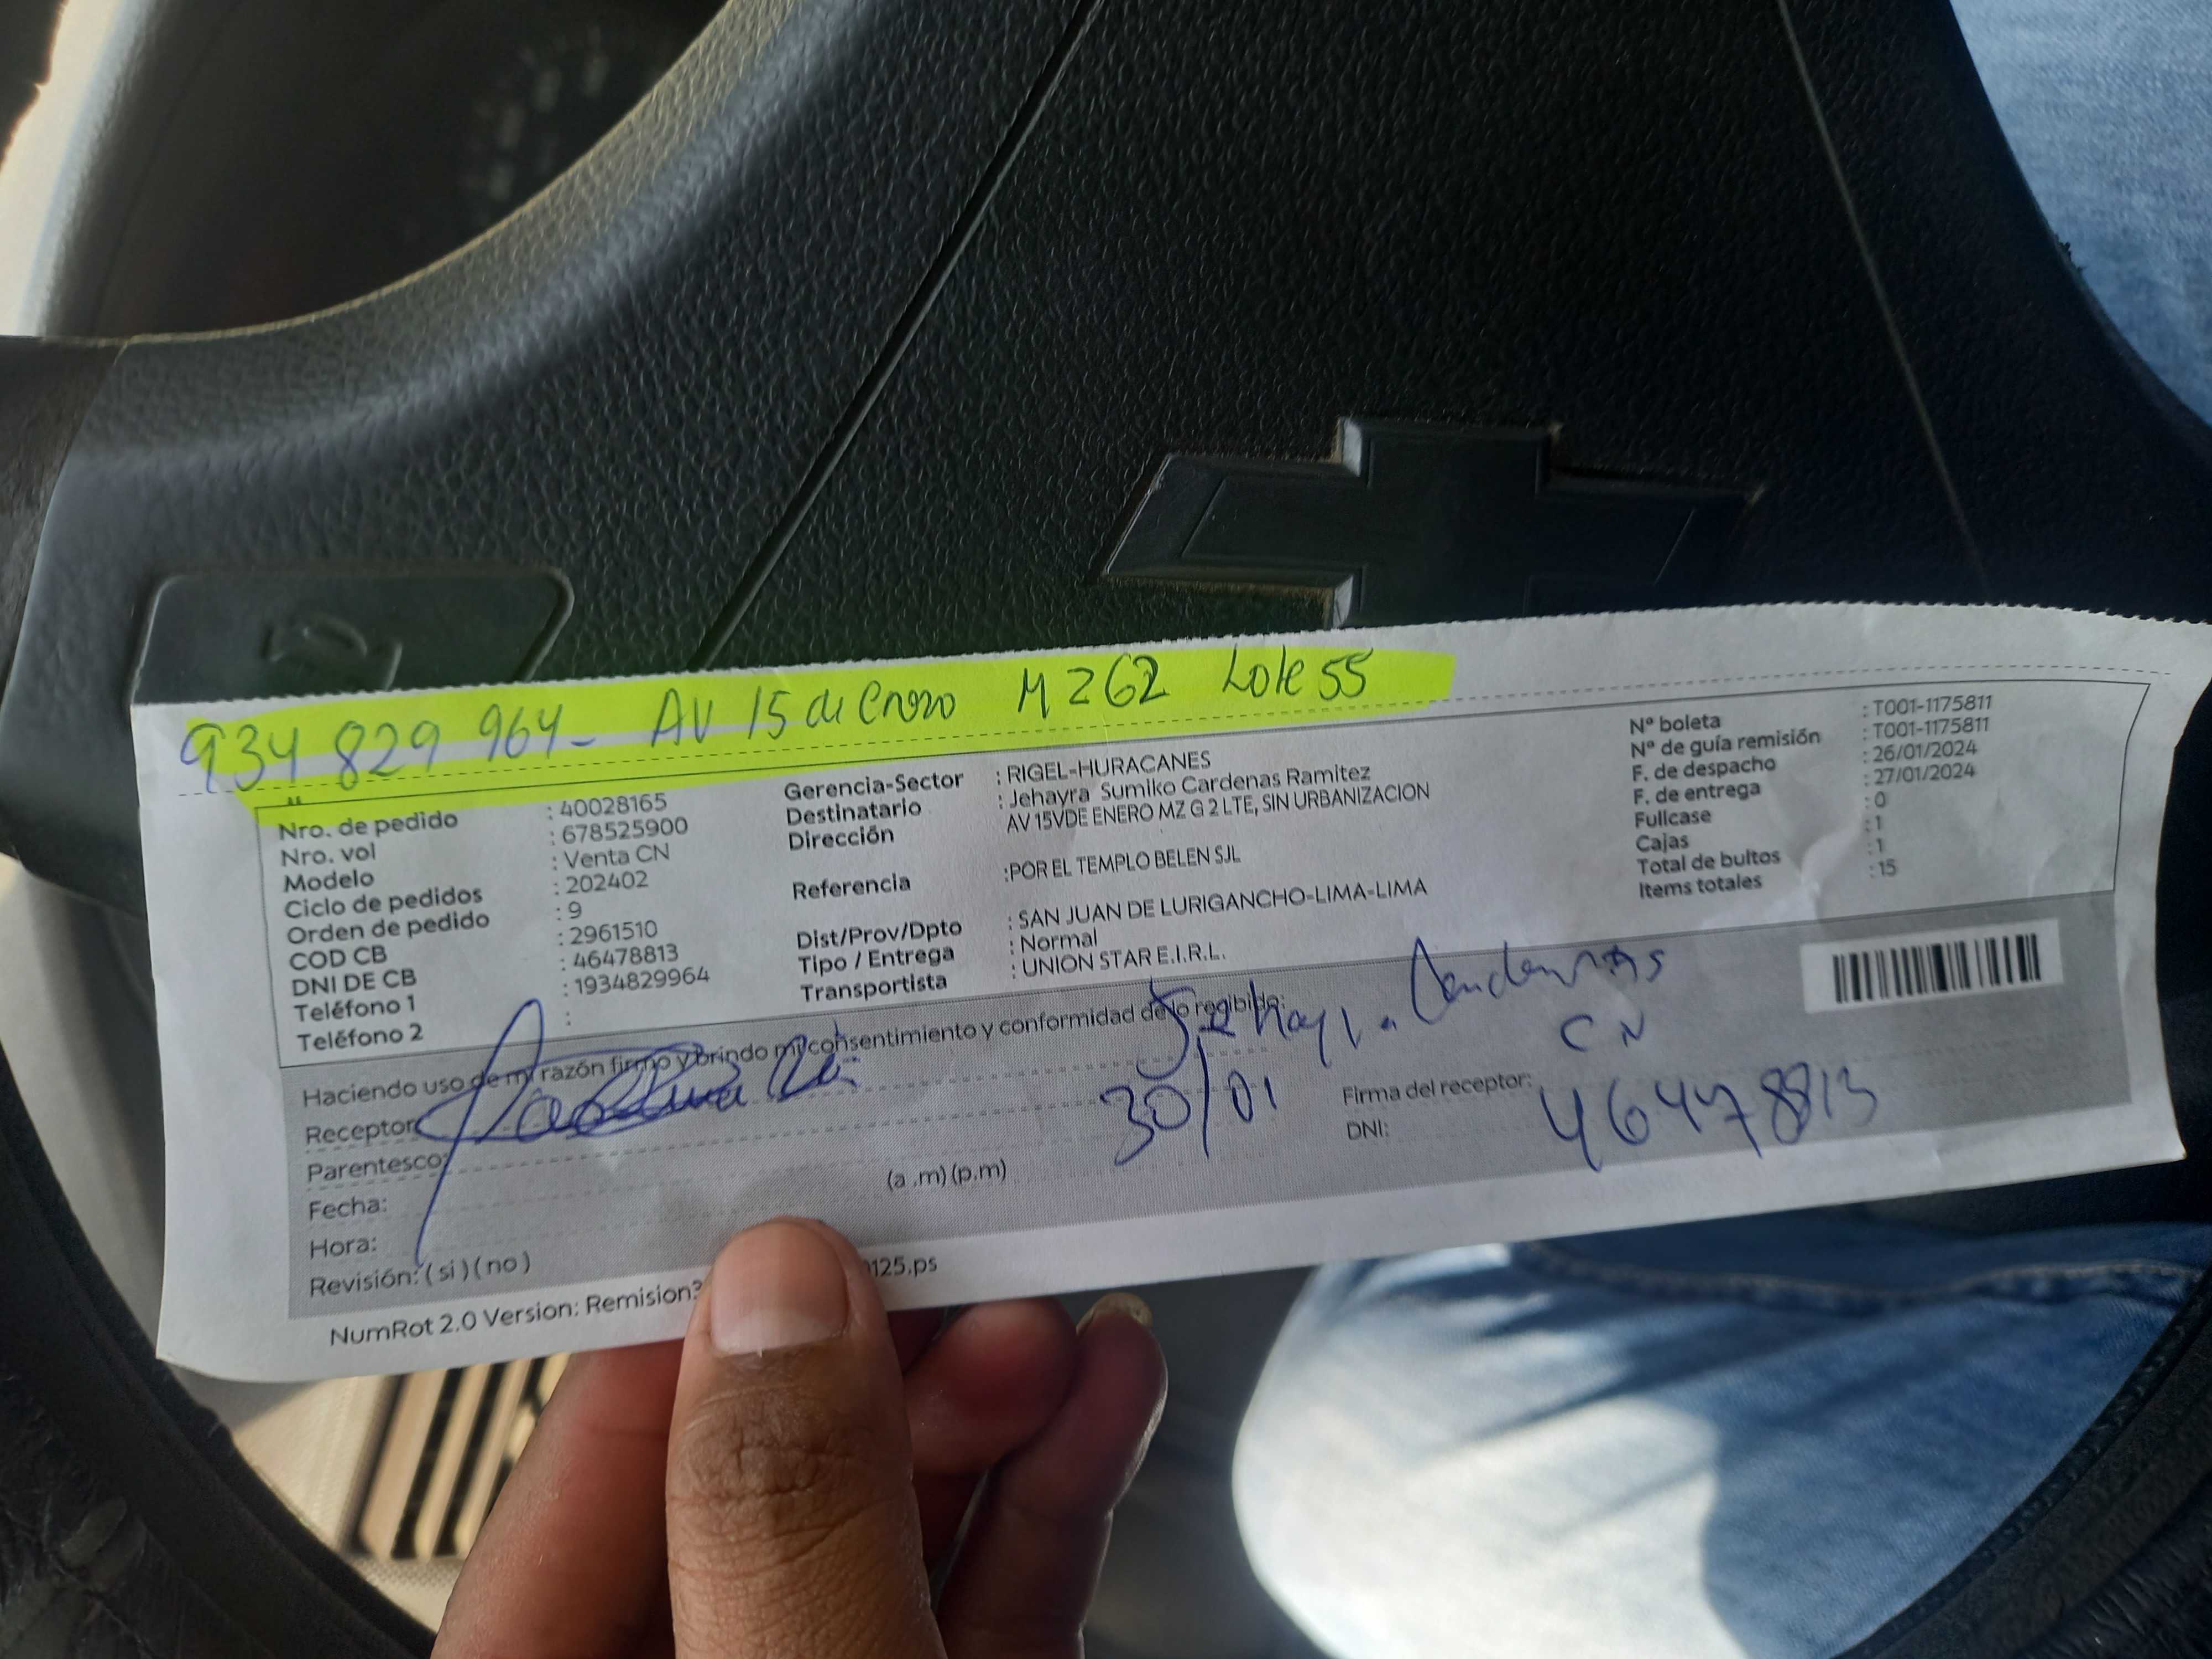 934 829 964 - AV 15 de Enero MZ G2 Lote 55
Nro. de pedido : 40028165
Nro. vol : 678525900
Modelo : Venta CN
Ciclo de pedidos : 202402
Orden de pedido : 9
COD CB : 2961510
DNI DE CB : 46478813
Teléfono 1 : 1934829964
Teléfono 2 :
Gerencia-Sector : RIGEL-HURACANES
Destinatario : Jehayra Sumiko Cardenas Ramitez
Dirección AV 15VDE ENERO MZ G 2 LTE, SIN URBANIZACION
Referencia :POR EL TEMPLO BELEN SJL
Dist/Prov/Dpto : SAN JUAN DE LURIGANCHO-LIMA-LIMA
Tipo / Entrega : Normal
Transportista : UNION STAR E.I.R.L.
Nº boleta : T001-1175811
Nº de guía remisión : T001-1175811
F. de despacho : 26/01/2024
F. de entrega : 27/01/2024
Fullcase : 0
Cajas : 1
Total de bultos : 1
Items totales : 15
Haciendo uso de mi razón firmo y brindo mi consentimiento y conformidad de lo recibido:
Receptor
Parentesco:
Fecha:
Hora: (a .m) (p.m)
Revisión: ( si ) ( no )
30/01
Cardenas
CN
Firma del receptor:
DNI: 46478813
NumRot 2.0 Version: Remision3 125.ps